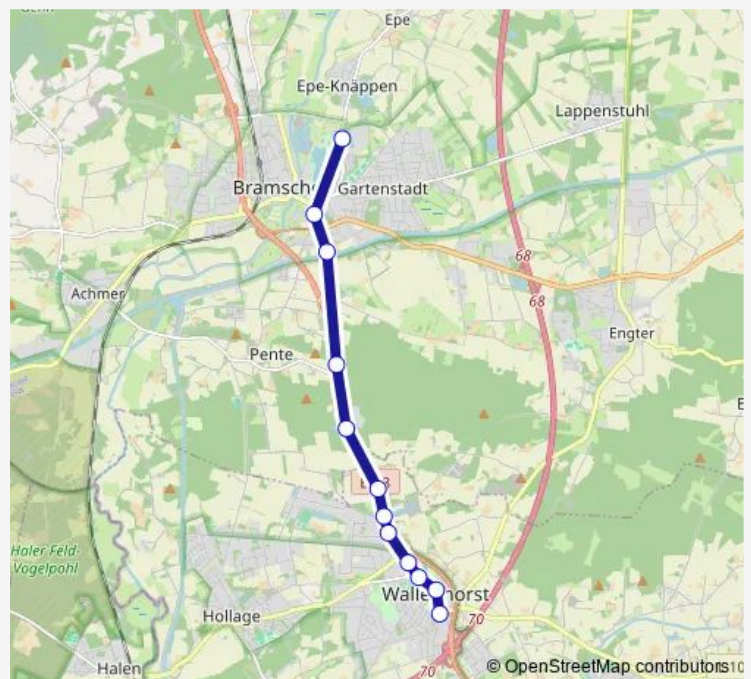 Epe
Epe-Knäppen
Lappenstuhl
Bramsche
Gartenstadt
68
68
Achmer
Engter
Pente
Haler Feld-
Vogelpohl
Wallenhorst
Hollage
70
Halen
70
© OpenStreetMap contributors